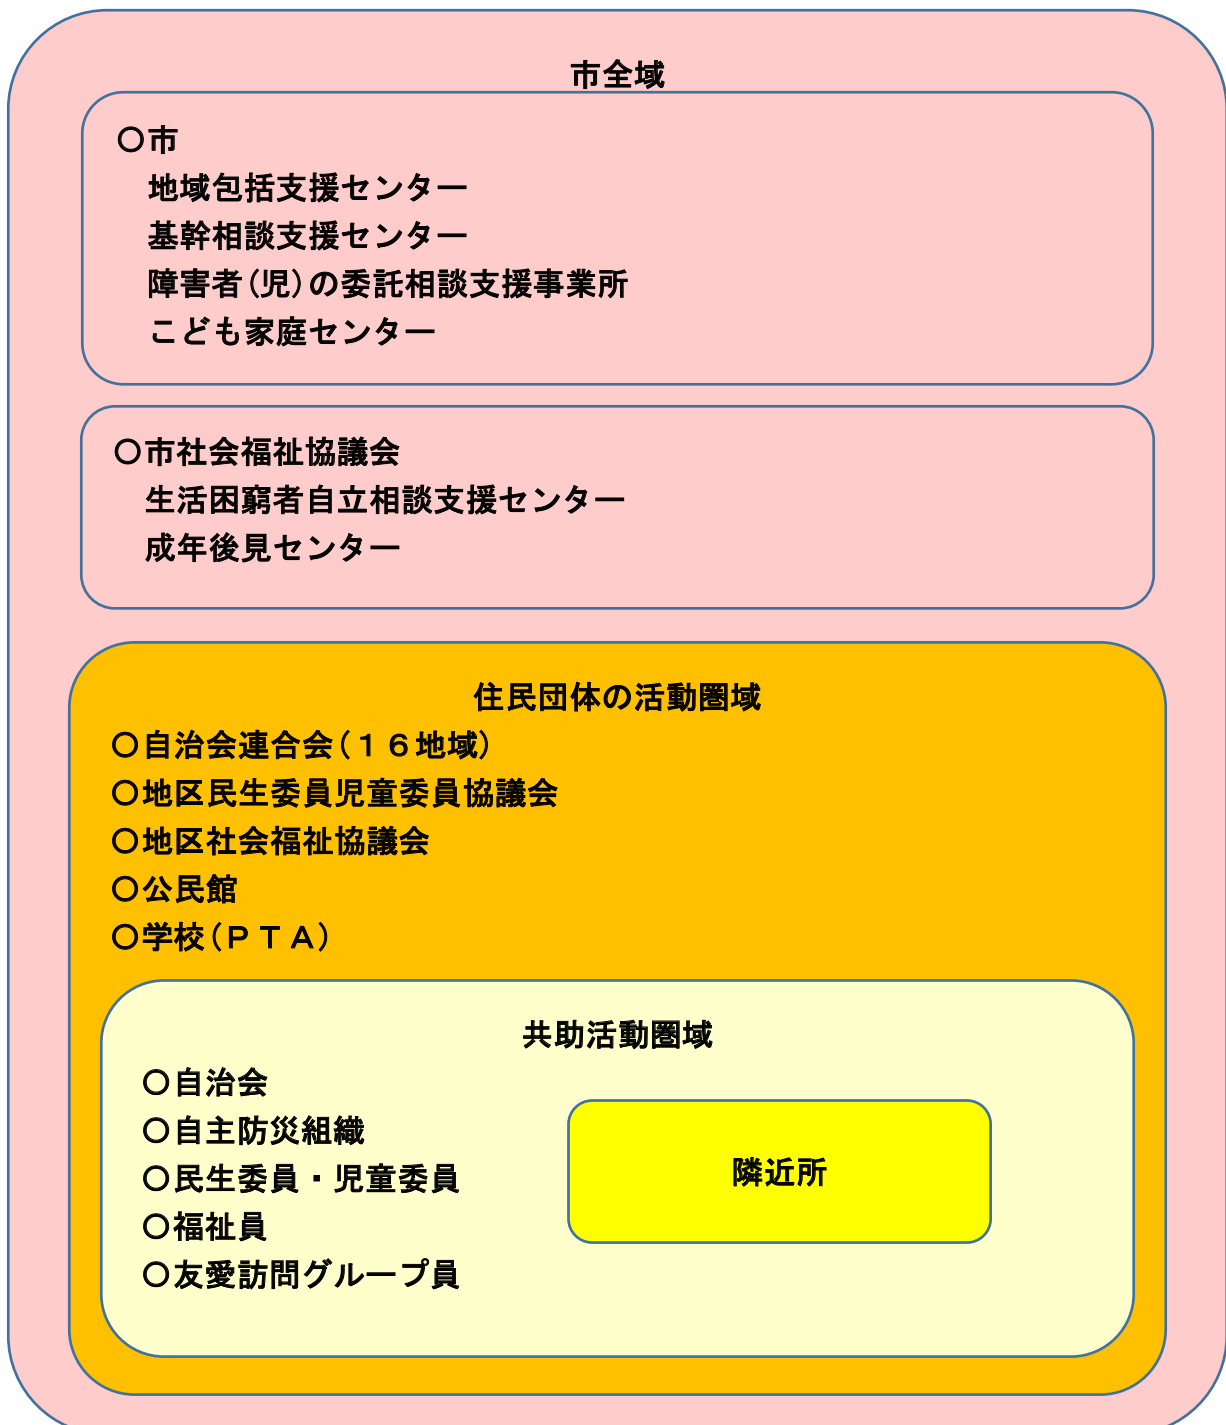 市全域
〇市
地域包括支援センター
基幹相談支援センター
障害者(児)の委託相談支援事業所
こども家庭センター
〇市社会福祉協議会
生活困窮者自立相談支援センター
成年後見センター
住民団体の活動圏域
〇自治会連合会(１６地域)
〇地区民生委員児童委員協議会
〇地区社会福祉協議会
〇公民館
〇学校(ＰＴＡ)
共助活動圏域
〇自治会
〇自主防災組織
〇民生委員・児童委員
〇福祉員
〇友愛訪問グループ員
隣近所